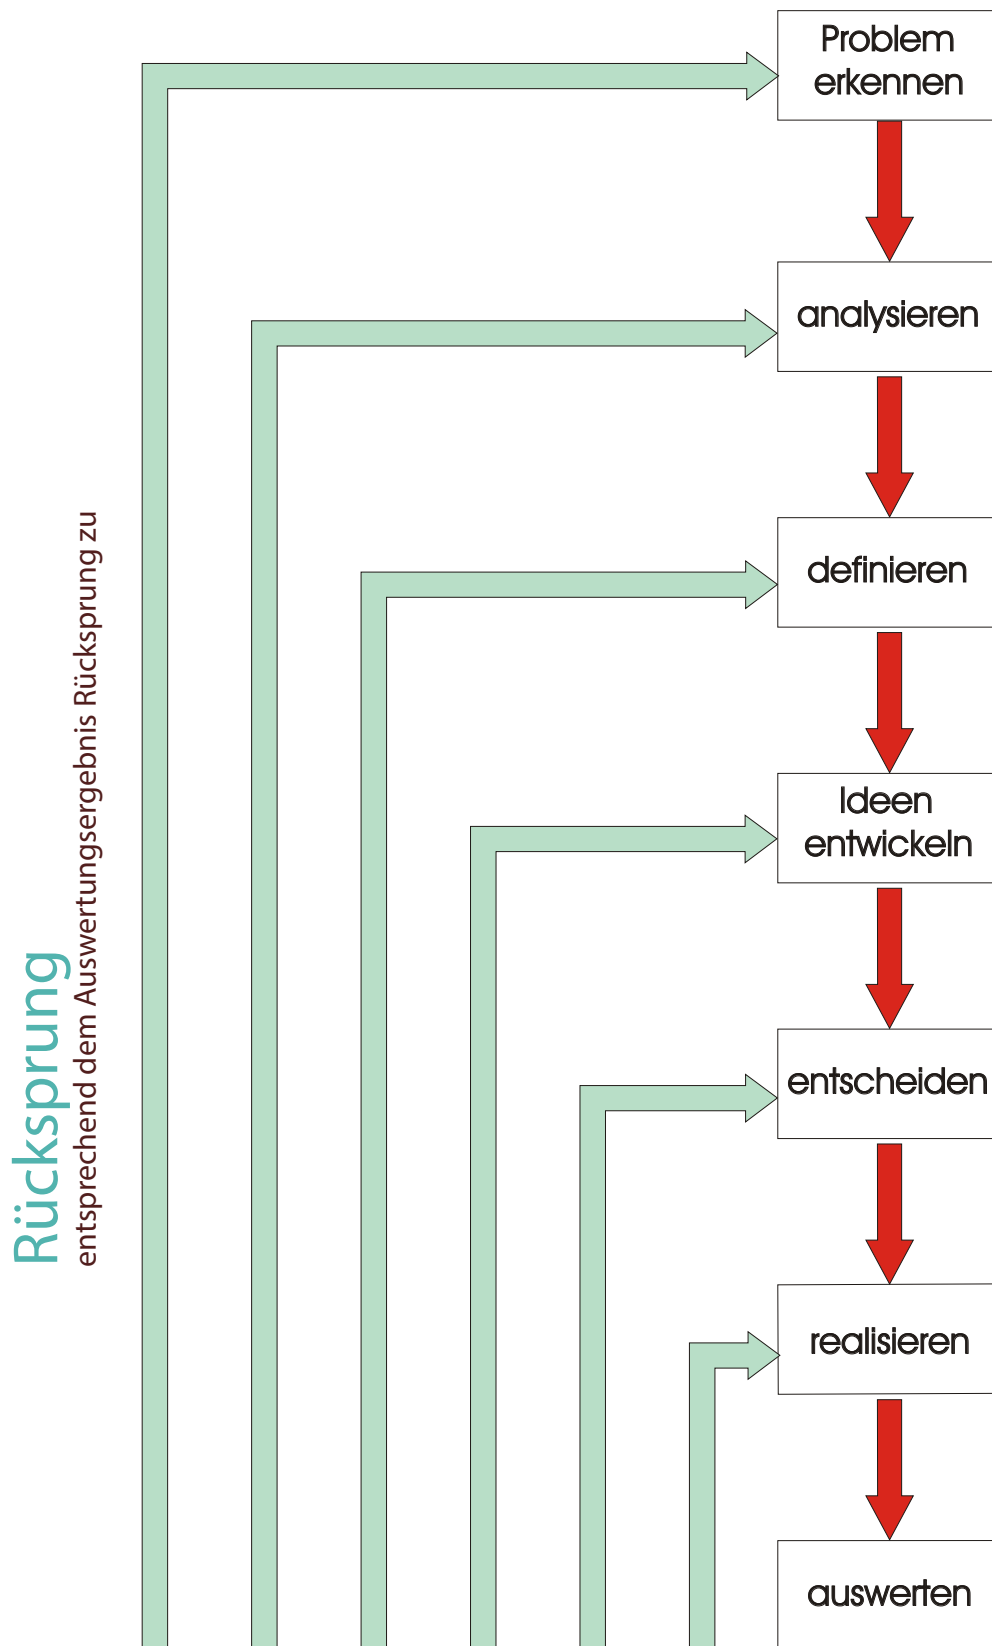 Rücksprung
entsprechend dem Auswertungsergebnis Rücksprung zu
Problem
erkennen
analysieren
definieren
Ideen
entwickeln
entscheiden
realisieren
auswerten